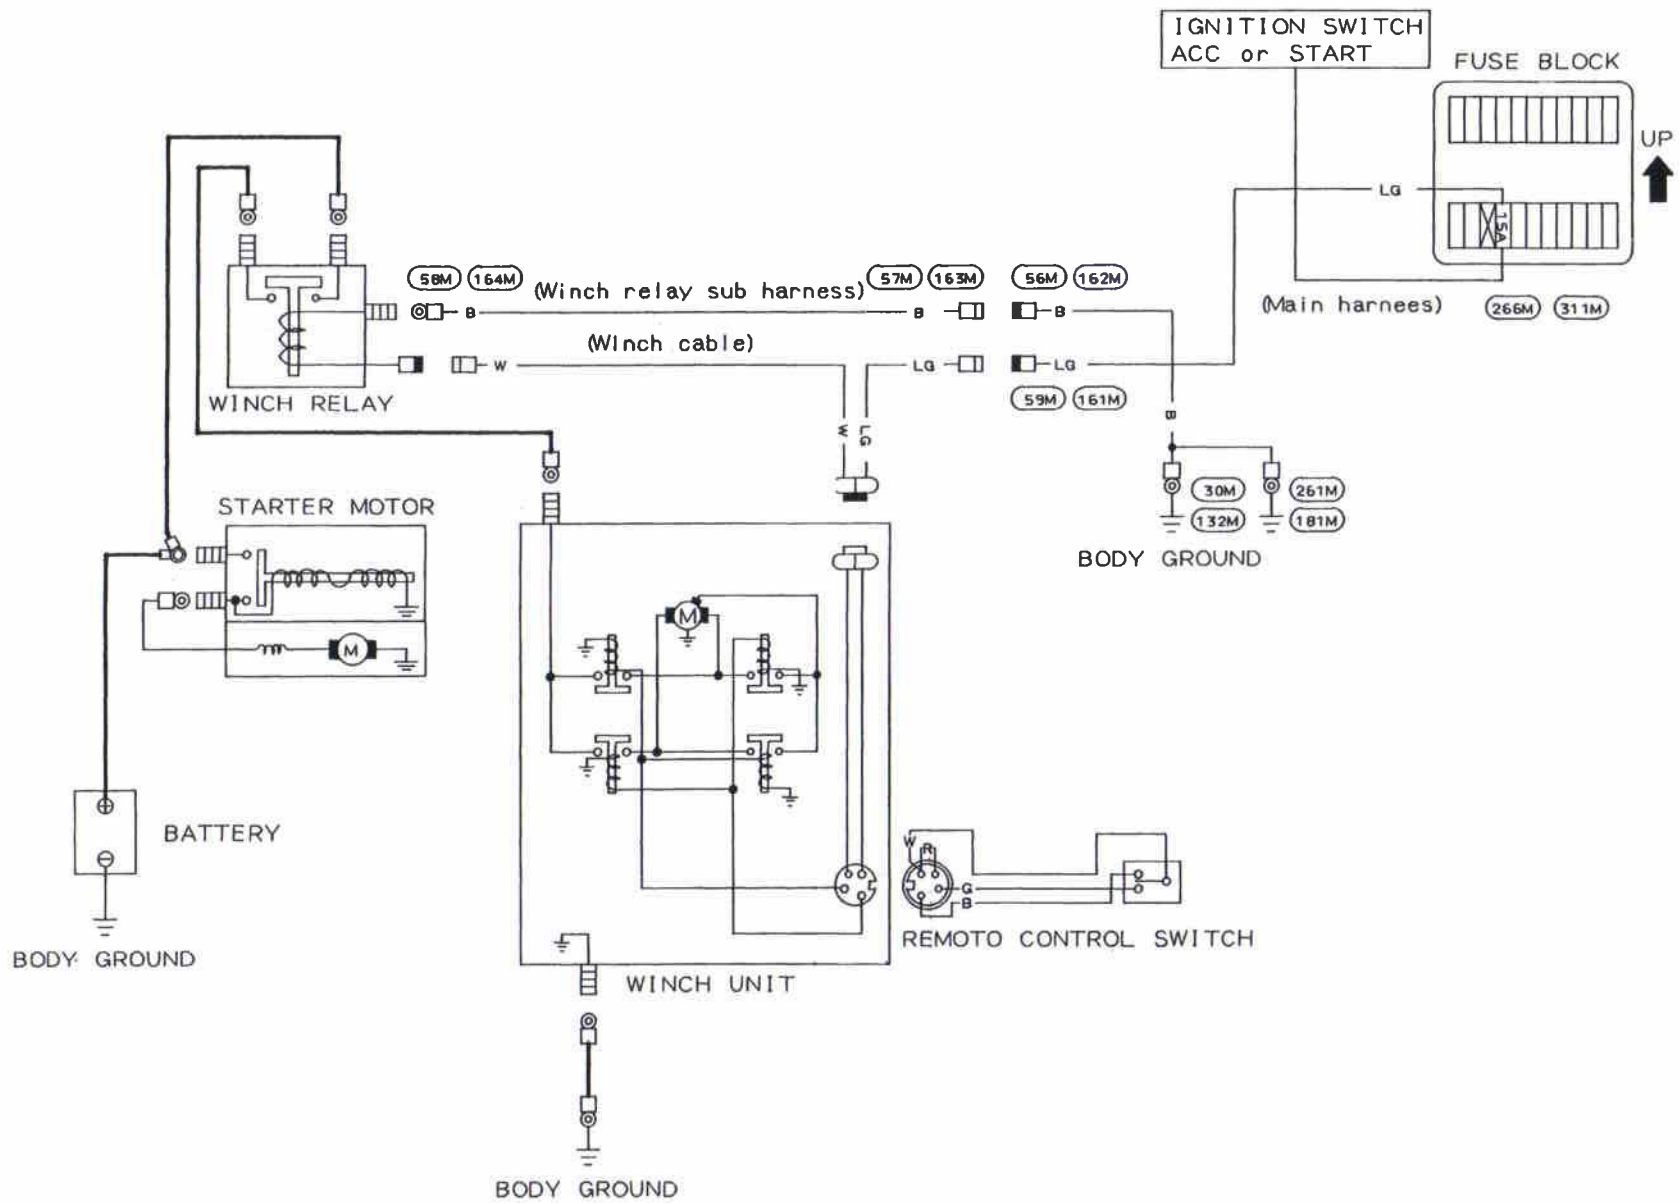 IGNITION SWITCH
ACC or START
FUSE BLOCK
UP
LG
15A
58M 164M
(Winch relay sub harness)
57M 163M
56M 162M
(Main harnees)
266M 311M
B
B
B
(Winch cable)
W
LG
LG
59M 161M
WINCH RELAY
W
LG
B
STARTER MOTOR
30M
261M
132M
181M
BODY GROUND
M
M
BATTERY
W
R
G
B
REMOTO CONTROL SWITCH
BODY GROUND
WINCH UNIT
BODY GROUND